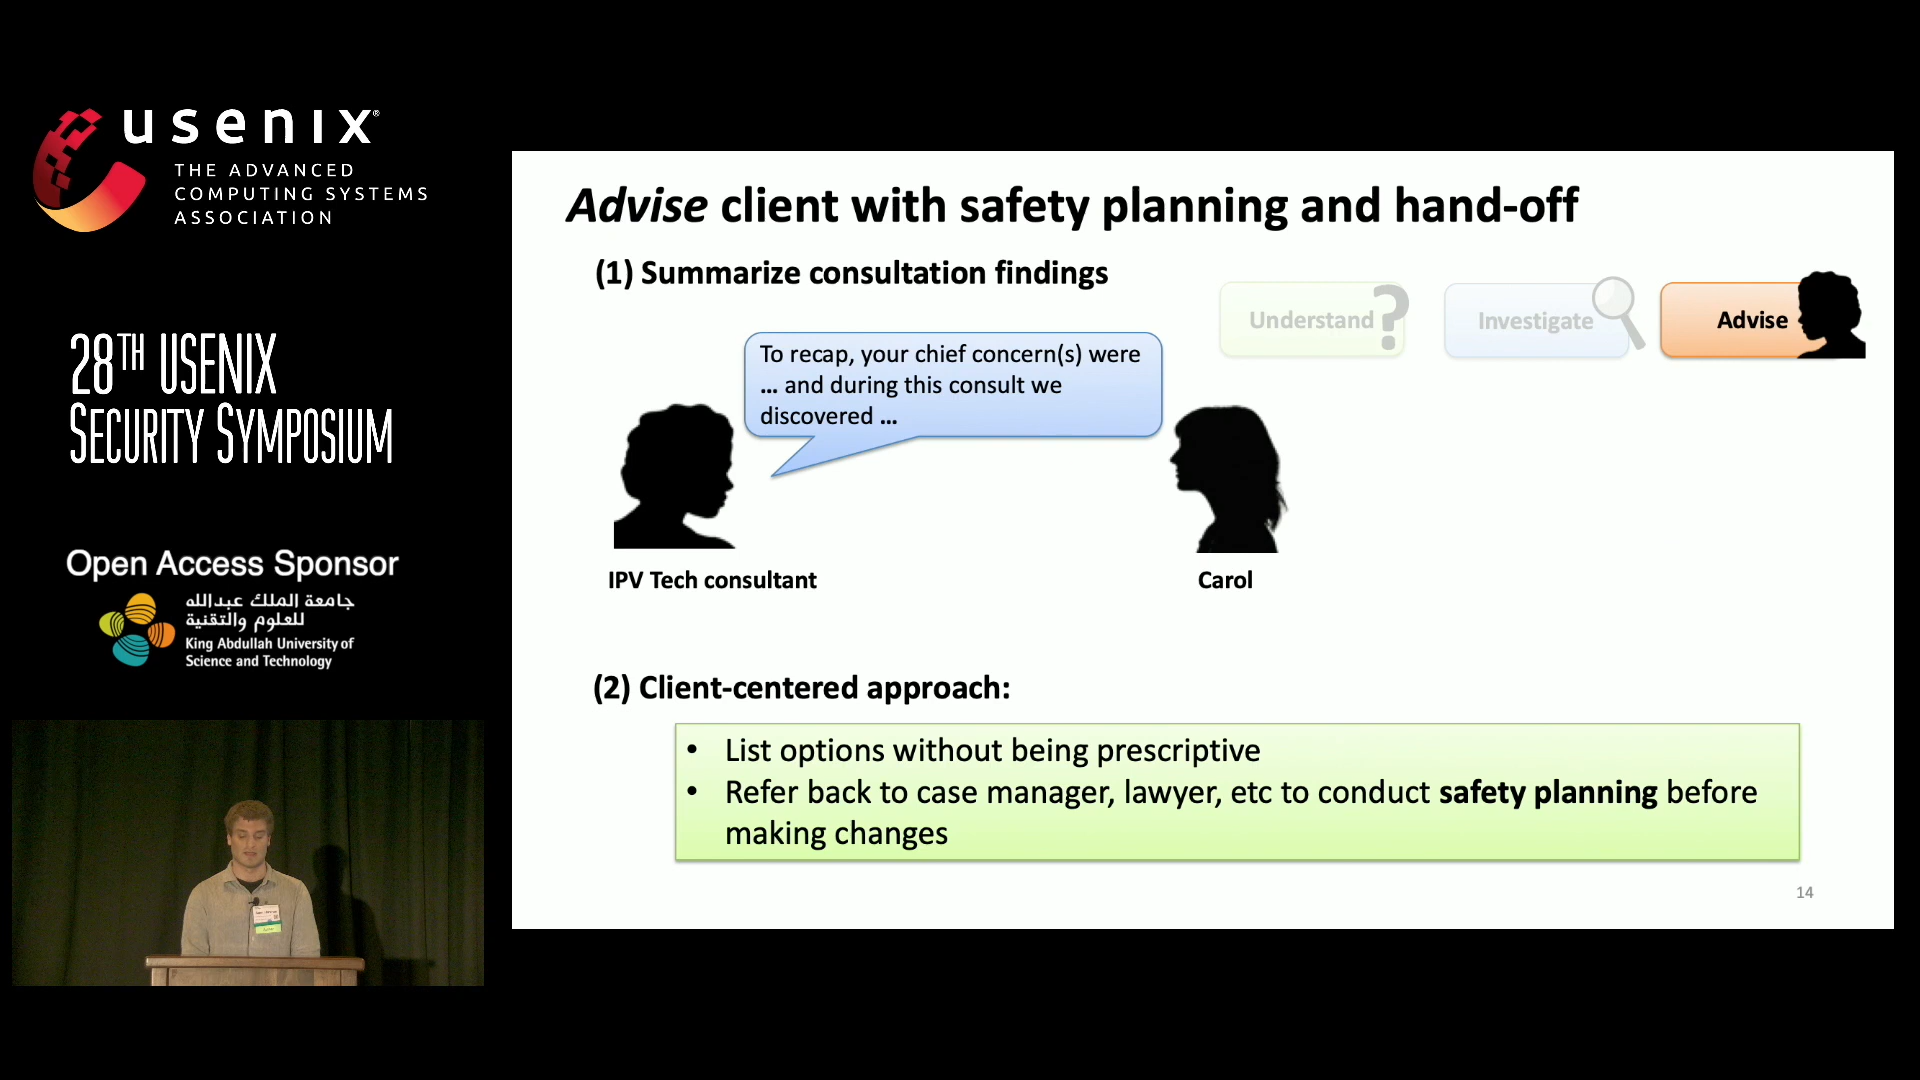 usenix®
THE ADVANCED
COMPUTING SYSTEMS
ASSOCIATION
28TH USENIX
SECURITY SYMPOSIUM
Open Access Sponsor
جامعة الملك عبدالله
للعلوم والتقنية
King Abdullah University of
Science and Technology
Advise client with safety planning and hand-off
(1) Summarize consultation findings
Understand ?
Investigate
Advise
To recap, your chief concern(s) were
... and during this consult we
discovered ...
IPV Tech consultant
Carol
(2) Client-centered approach:
• List options without being prescriptive
• Refer back to case manager, lawyer, etc to conduct safety planning before
making changes
14